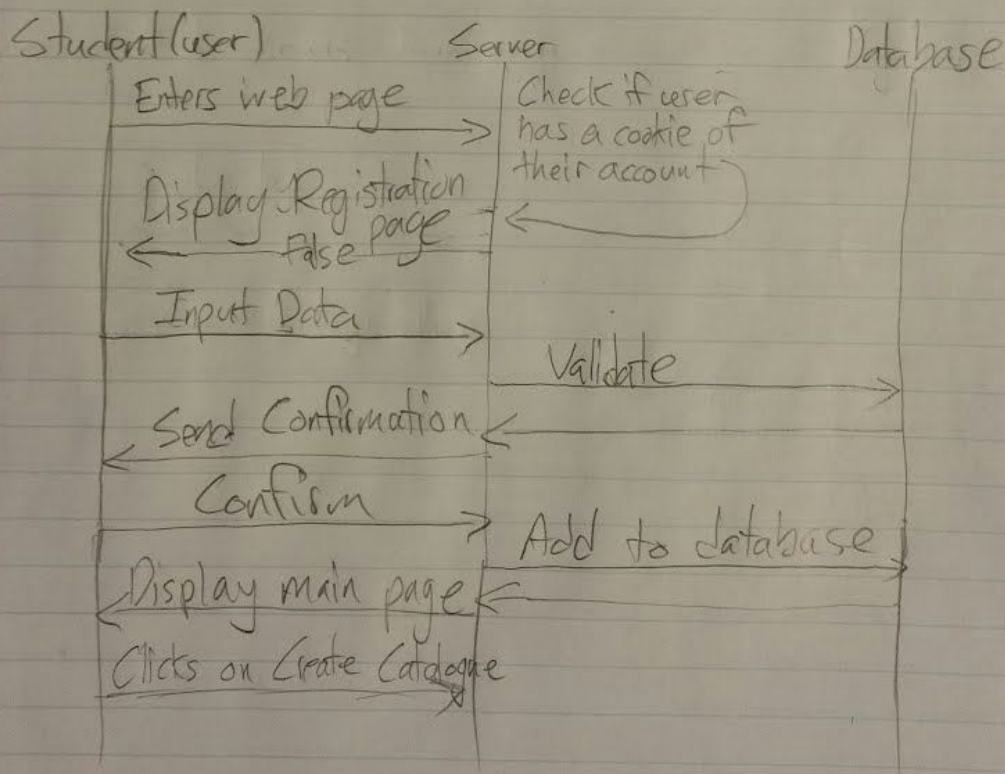 Student(user)
Server
Database
Enters web page
Check if user
has a cookie of
their account
Display Registration
page
False
Input Data
Validate
Send Confirmation
Confirm
Add to database
Display main page
Clicks on Create Catalogue